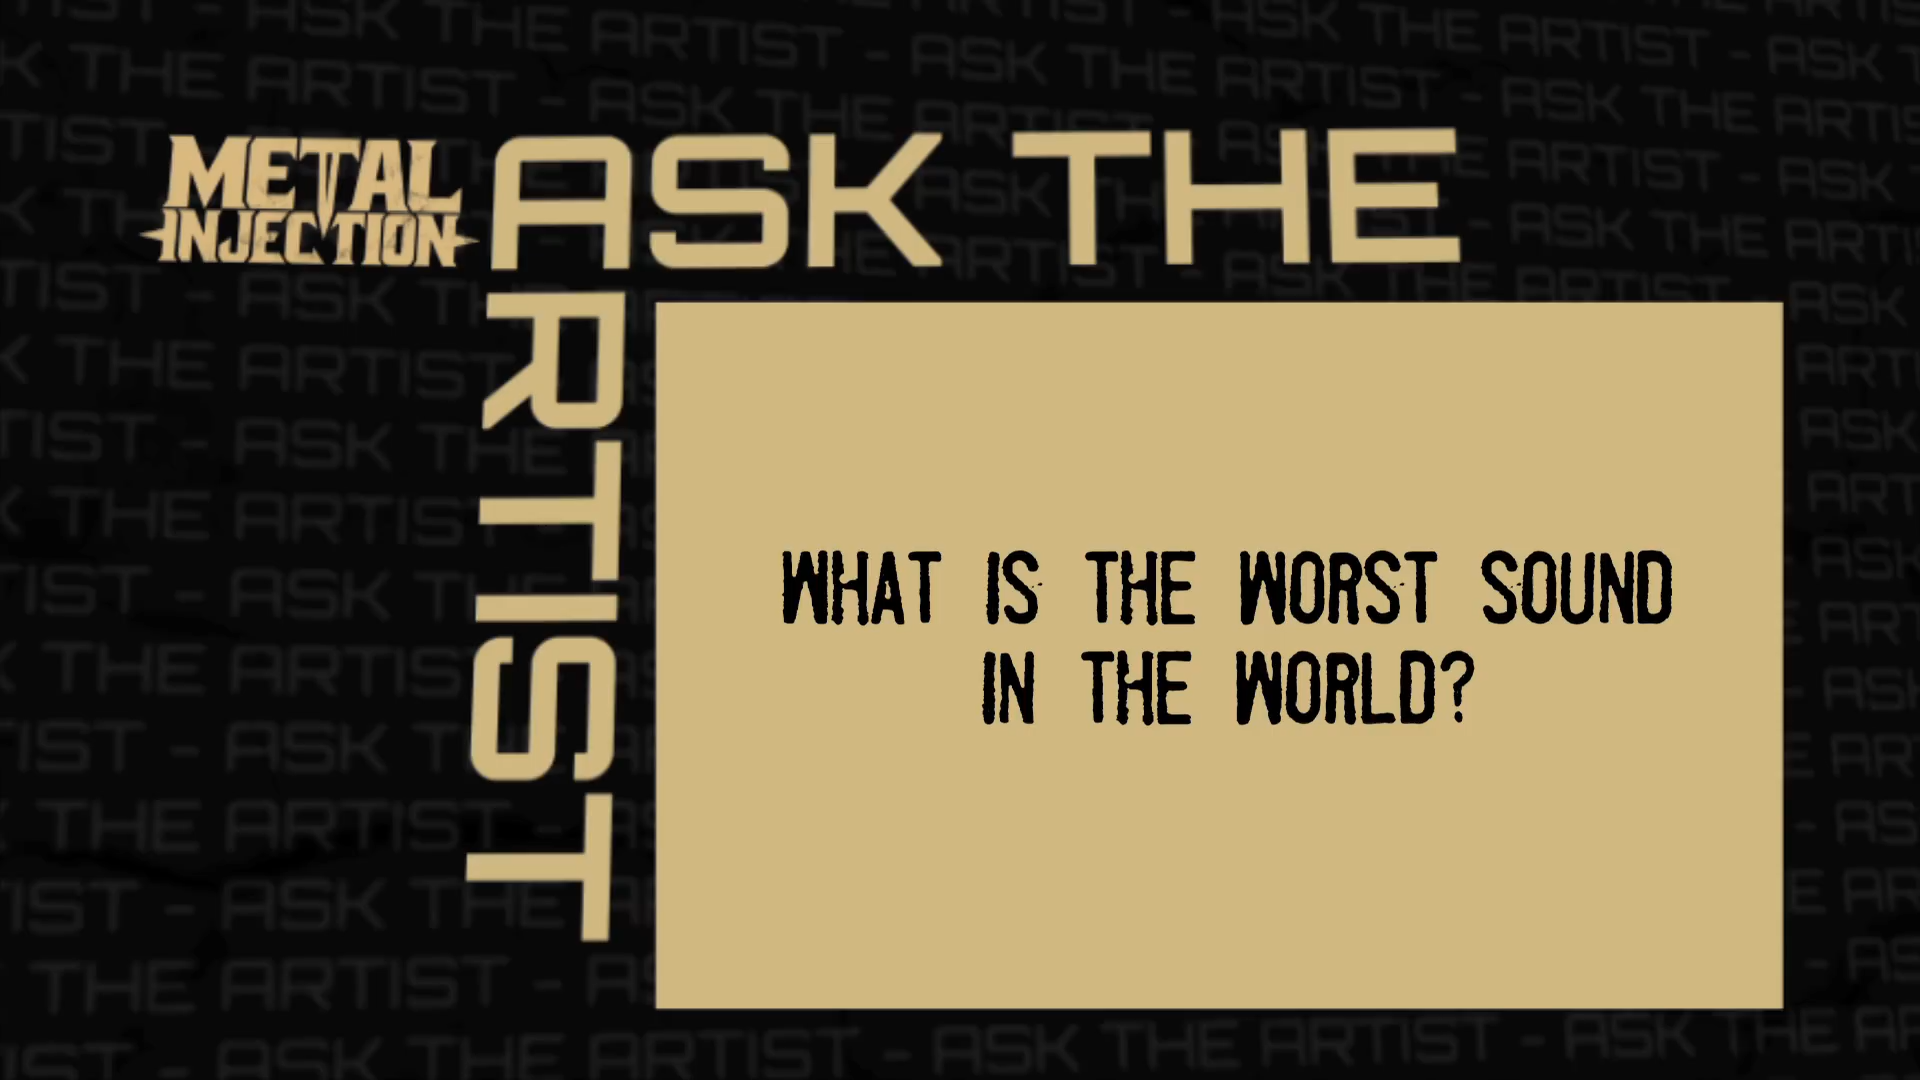 METAL
INJECTION
ASK THE
ARTIST
WHAT IS THE WORST SOUND
IN THE WORLD?